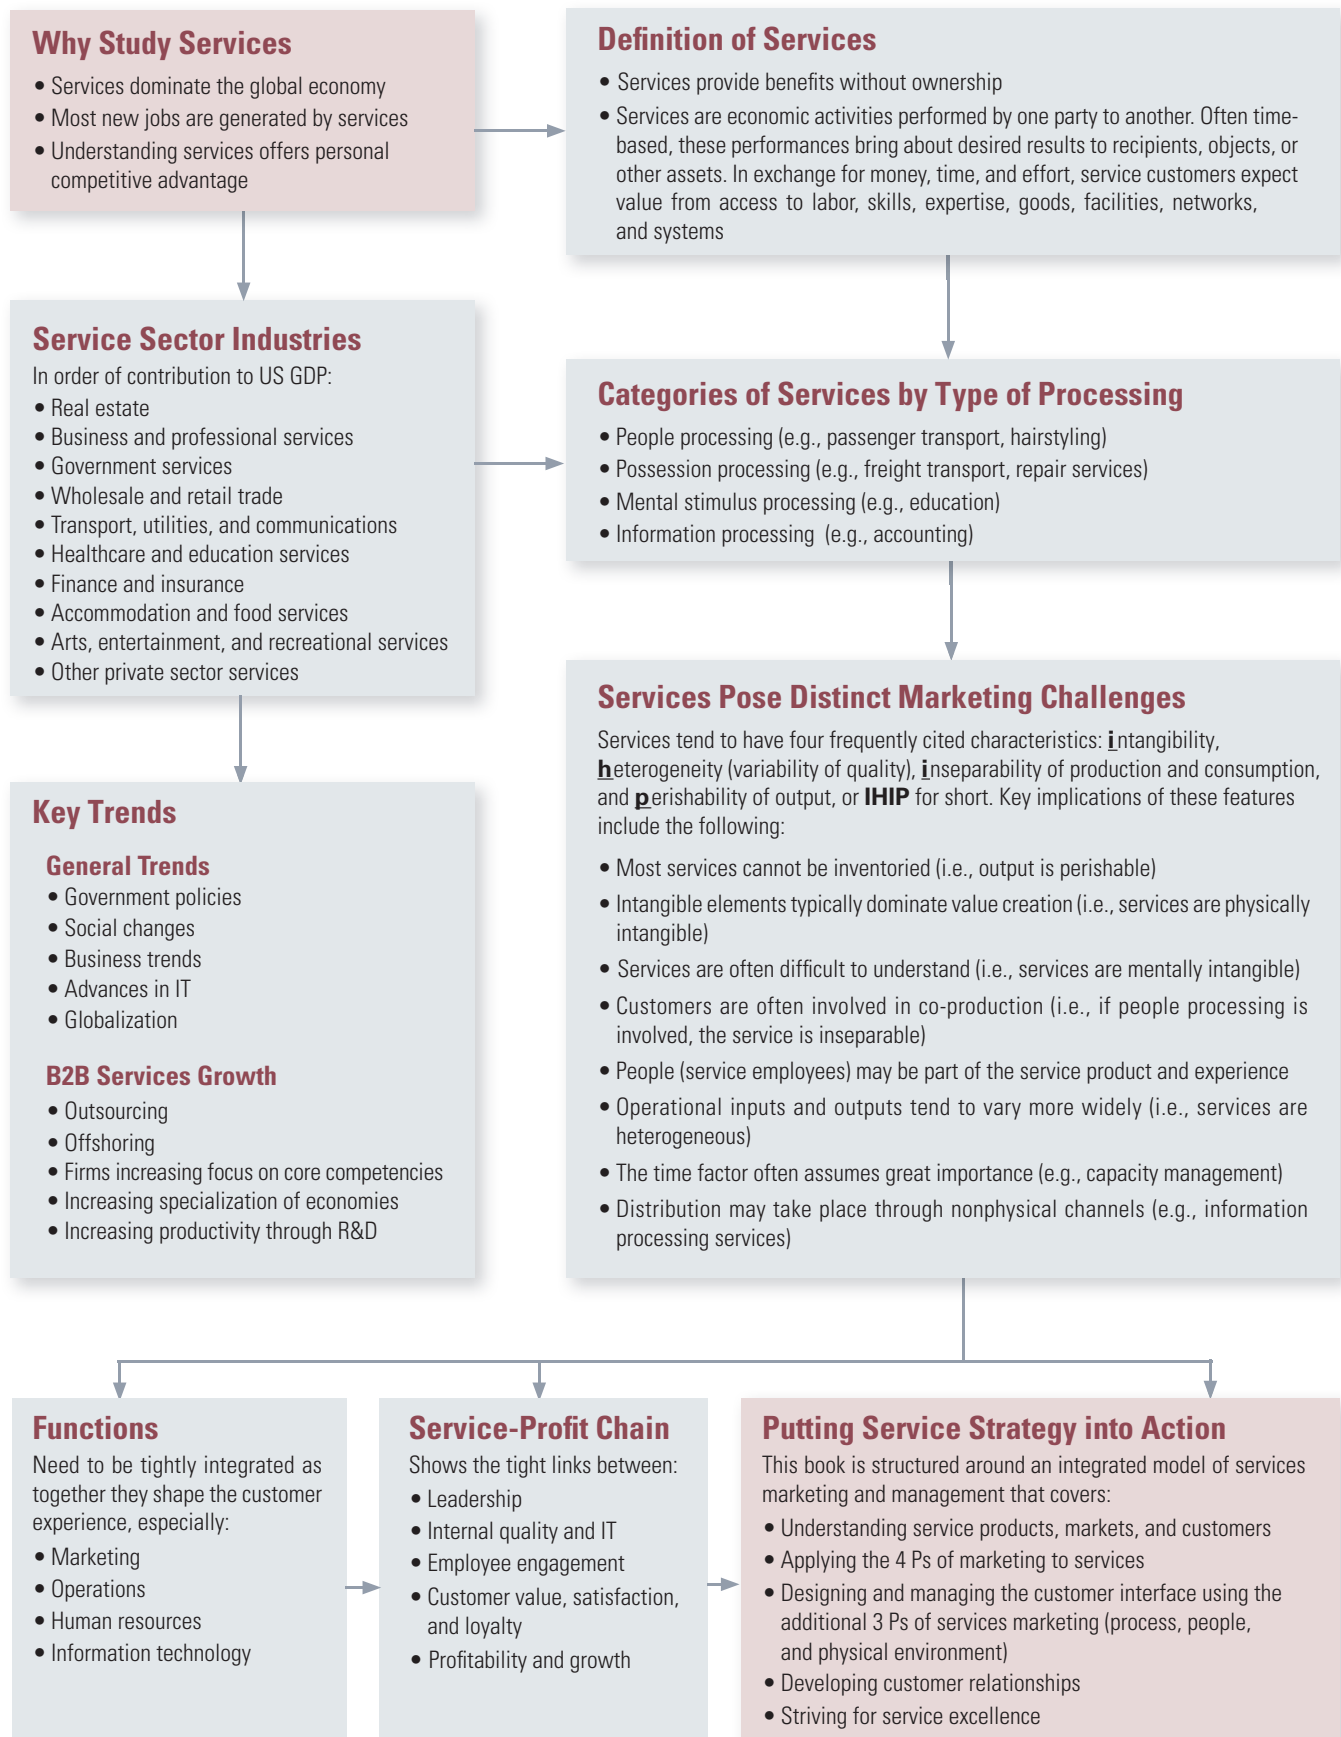 Why Study Services
• Services dominate the global economy
• Most new jobs are generated by services
• Understanding services offers personal
competitive advantage
Definition of Services
• Services provide benefits without ownership
• Services are economic activities performed by one party to another. Often time-
based, these performances bring about desired results to recipients, objects, or
other assets. In exchange for money, time, and effort, service customers expect
value from access to labor, skills, expertise, goods, facilities, networks,
and systems
Service Sector Industries
In order of contribution to US GDP:
• Real estate
• Business and professional services
• Government services
• Wholesale and retail trade
• Transport, utilities, and communications
• Healthcare and education services
• Finance and insurance
• Accommodation and food services
• Arts, entertainment, and recreational services
• Other private sector services
Categories of Services by Type of Processing
• People processing (e.g., passenger transport, hairstyling)
• Possession processing (e.g., freight transport, repair services)
• Mental stimulus processing (e.g., education)
• Information processing (e.g., accounting)
Key Trends
General Trends
• Government policies
• Social changes
• Business trends
• Advances in IT
• Globalization
B2B Services Growth
• Outsourcing
• Offshoring
• Firms increasing focus on core competencies
• Increasing specialization of economies
• Increasing productivity through R&D
Services Pose Distinct Marketing Challenges
Services tend to have four frequently cited characteristics: intangibility,
heterogeneity (variability of quality), inseparability of production and consumption,
and perishability of output, or IHIP for short. Key implications of these features
include the following:
• Most services cannot be inventoried (i.e., output is perishable)
• Intangible elements typically dominate value creation (i.e., services are physically
intangible)
• Services are often difficult to understand (i.e., services are mentally intangible)
• Customers are often involved in co-production (i.e., if people processing is
involved, the service is inseparable)
• People (service employees) may be part of the service product and experience
• Operational inputs and outputs tend to vary more widely (i.e., services are
heterogeneous)
• The time factor often assumes great importance (e.g., capacity management)
• Distribution may take place through nonphysical channels (e.g., information
processing services)
Functions
Need to be tightly integrated as
together they shape the customer
experience, especially:
• Marketing
• Operations
• Human resources
• Information technology
Service-Profit Chain
Shows the tight links between:
• Leadership
• Internal quality and IT
• Employee engagement
• Customer value, satisfaction,
and loyalty
• Profitability and growth
Putting Service Strategy into Action
This book is structured around an integrated model of services
marketing and management that covers:
• Understanding service products, markets, and customers
• Applying the 4 Ps of marketing to services
• Designing and managing the customer interface using the
additional 3 Ps of services marketing (process, people,
and physical environment)
• Developing customer relationships
• Striving for service excellence